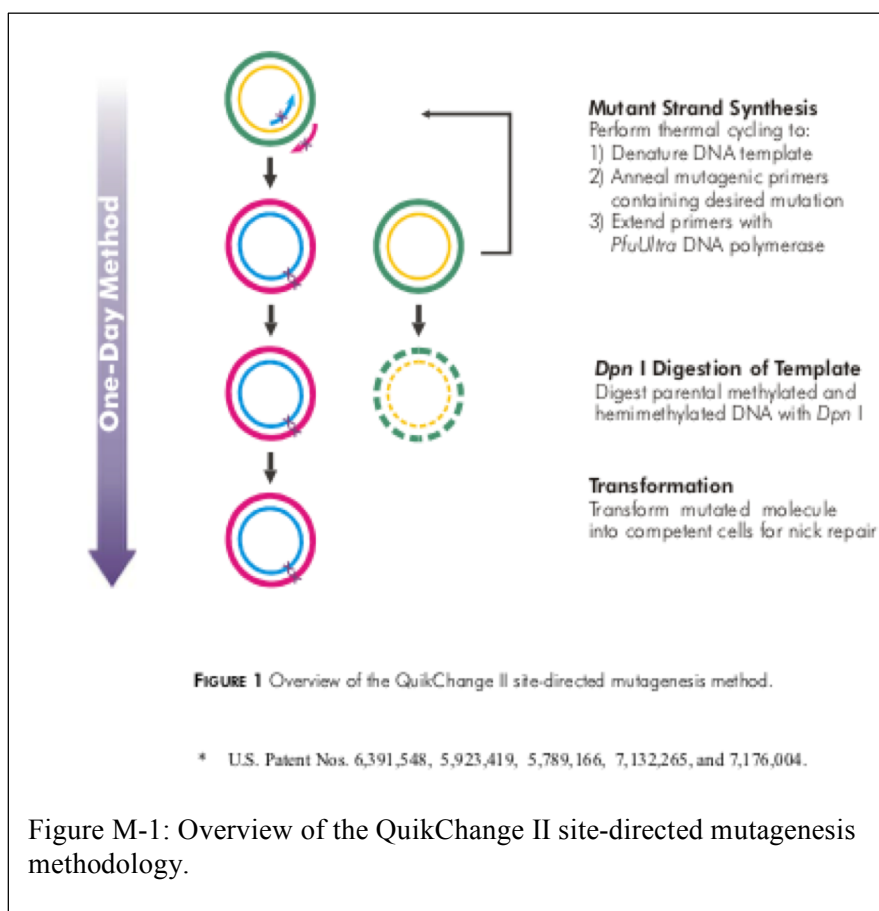 One-Day Method
Mutant Strand Synthesis
Perform thermal cycling to:
1) Denature DNA template
2) Anneal mutagenic primers
containing desired mutation
3) Extend primers with
PfuUltra DNA polymerase
Dpn I Digestion of Template
Digest parental methylated and
hemimethylated DNA with Dpn I
Transformation
Transform mutated molecule
into competent cells for nick repair
FIGURE 1 Overview of the QuikChange II site-directed mutagenesis method.
* U.S. Patent Nos. 6,391,548, 5,923,419, 5,789,166, 7,132,265, and 7,176,004.
Figure M-1: Overview of the QuikChange II site-directed mutagenesis
methodology.